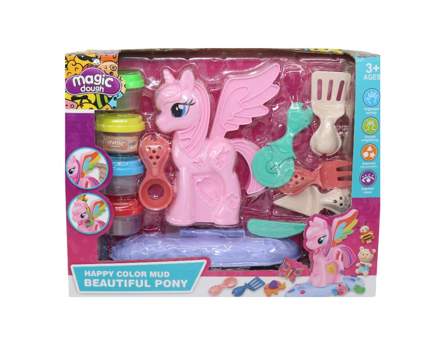 magic
dough
3+
AGES
HAPPY COLOR MUD
BEAUTIFUL PONY